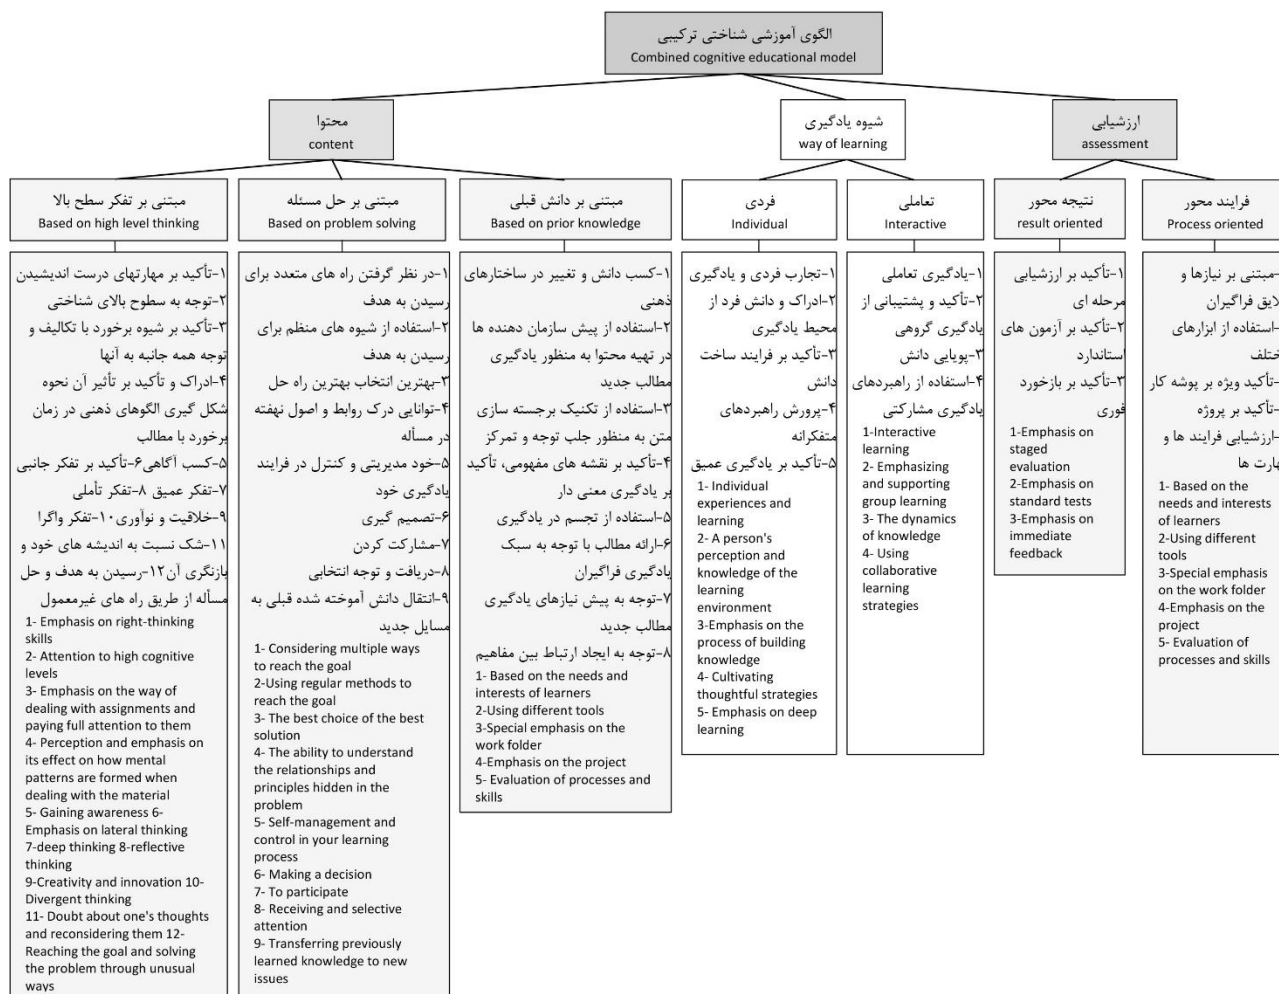 الگوی آموزشی شناختی ترکیبی
Combined cognitive educational model
محتوا
content
شیوه یادگیری
way of learning
ارزشیابی
assessment
مبتنی بر تفکر سطح بالا
Based on high level thinking
مبتنی بر حل مسئله
Based on problem solving
مبتنی بر دانش قبلی
Based on prior knowledge
فردی
Individual
تعاملی
Interactive
نتیجه محور
result oriented
فرایند محور
Process oriented
۱-تأکید بر مهارتهای درست اندیشیدن
۲-توجه به سطوح بالای شناختی
۳-تأکید بر شیوه برخورد با تکالیف و
توجه همه جانبه به آنها
۴-ادراک و تأکید بر تأثیر آن نحوه
شکل گیری الگوهای ذهنی در زمان
برخورد با مطالب
۵-کسب آگاهی۶-تأکید بر تفکر جانبی
۷-تفکر عمیق ۸-تفکر تأملی
۹-خلاقیت و نوآوری۱۰-تفکر واگرا
۱۱-شک نسبت به اندیشه های خود و
بازنگری آن۱۲-رسیدن به هدف و حل
مسأله از طریق راه های غیرمعمول
1- Emphasis on right-thinking
skills
2- Attention to high cognitive
levels
3- Emphasis on the way of
dealing with assignments and
paying full attention to them
4- Perception and emphasis on
its effect on how mental
patterns are formed when
dealing with the material
5- Gaining awareness 6-
Emphasis on lateral thinking
7-deep thinking 8-reflective
thinking
9-Creativity and innovation 10-
Divergent thinking
11- Doubt about one's thoughts
and reconsidering them 12-
Reaching the goal and solving
the problem through unusual
ways
۱-در نظر گرفتن راه های متعدد برای
رسیدن به هدف
۲-استفاده از شیوه های منظم برای
رسیدن به هدف
۳-بهترین انتخاب بهترین راه حل
۴-توانایی درک روابط و اصول نهفته
در مسأله
۵-خود مدیریتی و کنترل در فرایند
یادگیری خود
۶-تصمیم گیری
۷-مشارکت کردن
۸-دریافت و توجه انتخابی
۹-انتقال دانش آموخته شده قبلی به
مسایل جدید
1- Considering multiple ways
to reach the goal
2-Using regular methods to
reach the goal
3- The best choice of the best
solution
4- The ability to understand
the relationships and
principles hidden in the
problem
5- Self-management and
control in your learning
process
6- Making a decision
7- To participate
8- Receiving and selective
attention
9- Transferring previously
learned knowledge to new
issues
۱-کسب دانش و تغییر در ساختارهای
ذهنی
۲-استفاده از پیش سازمان دهنده ها
در تهیه محتوا به منظور یادگیری
مطالب جدید
۳-استفاده از تکنیک برجسته سازی
متن به منظور جلب توجه و تمرکز
۴-تأکید بر نقشه های مفهومی، تأکید
بر یادگیری معنی دار
۵-استفاده از تجسم در یادگیری
۶-ارائه مطالب با توجه به سبک
یادگیری فراگیران
۷-توجه به پیش نیازهای یادگیری
مطالب جدید
۸-توجه به ایجاد ارتباط بین مفاهیم
1- Based on the needs and
interests of learners
2-Using different tools
3-Special emphasis on the
work folder
4-Emphasis on the project
5- Evaluation of processes and
skills
۱-تجارب فردی و یادگیری
۲-ادراک و دانش فرد از
محیط یادگیری
۳-تأکید بر فرایند ساخت
دانش
۴-پرورش راهبردهای
متفکرانه
۵-تأکید بر یادگیری عمیق
1- Individual
experiences and
learning
2- A person's
perception and
knowledge of the
learning
environment
3-Emphasis on the
process of building
knowledge
4- Cultivating
thoughtful strategies
5- Emphasis on deep
learning
۱-یادگیری تعاملی
۲-تأکید و پشتیبانی از
یادگیری گروهی
۳-پویایی دانش
۴-استفاده از راهبردهای
یادگیری مشارکتی
1-Interactive
learning
2- Emphasizing
and supporting
group learning
3- The dynamics
of knowledge
4- Using
collaborative
learning
strategies
۱-تأکید بر ارزشیابی
مرحله ای
۲-تأکید بر آزمون های
استاندارد
۳-تأکید بر بازخورد
فوری
1-Emphasis on
staged
evaluation
2-Emphasis on
standard tests
3-Emphasis on
immediate
feedback
-مبتنی بر نیازها و
لایق فراگیران
-استفاده از ابزارهای
ختلف
-تأکید ویژه بر پوشه کار
-تأکید بر پروژه
-ارزشیابی فرایند ها و
هارت ها
1- Based on the
needs and interests
of learners
2-Using different
tools
3-Special emphasis
on the work folder
4-Emphasis on the
project
5- Evaluation of
processes and skills